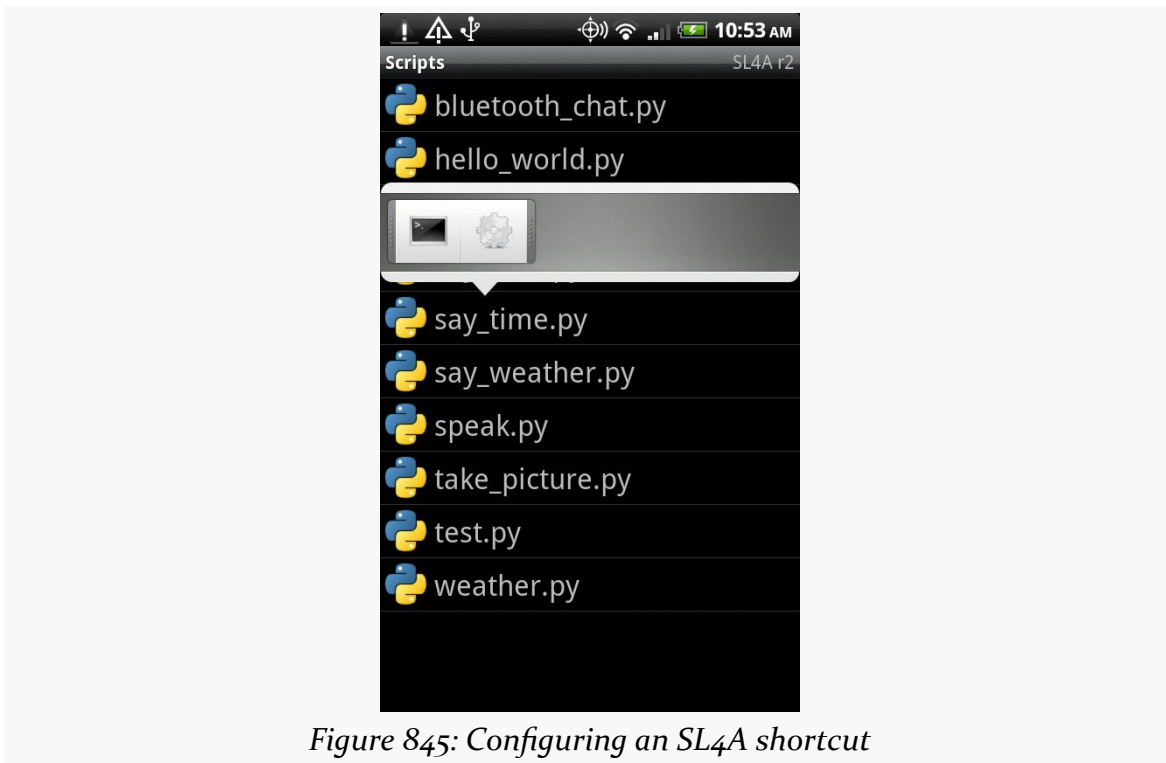 10:53 AM
Scripts SL4A r2
bluetooth_chat.py
hello_world.py
say_time.py
say_weather.py
speak.py
take_picture.py
test.py
weather.py
Figure 845: Configuring an SL4A shortcut